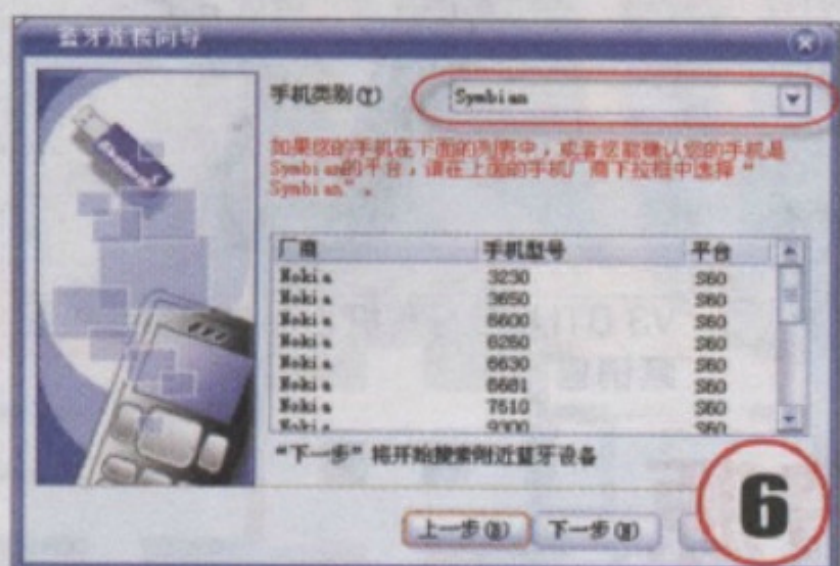 蓝牙连接向导
手机类别(Y) Symbian
如果您的手机在下面的列表中，或者您能确认您的手机是
Symbian的平台，请在上面的手机厂商下拉框中选择“
Symbian”。
厂商 手机型号 平台
Nokia 3230 S60
Nokia 3650 S60
Nokia 6600 S60
Nokia 6260 S60
Nokia 6630 S60
Nokia 6681 S60
Nokia 7610 S60
Nokia 9300 S60
“下一步”将开始搜索附近蓝牙设备
上一步(B) 下一步(N)
6